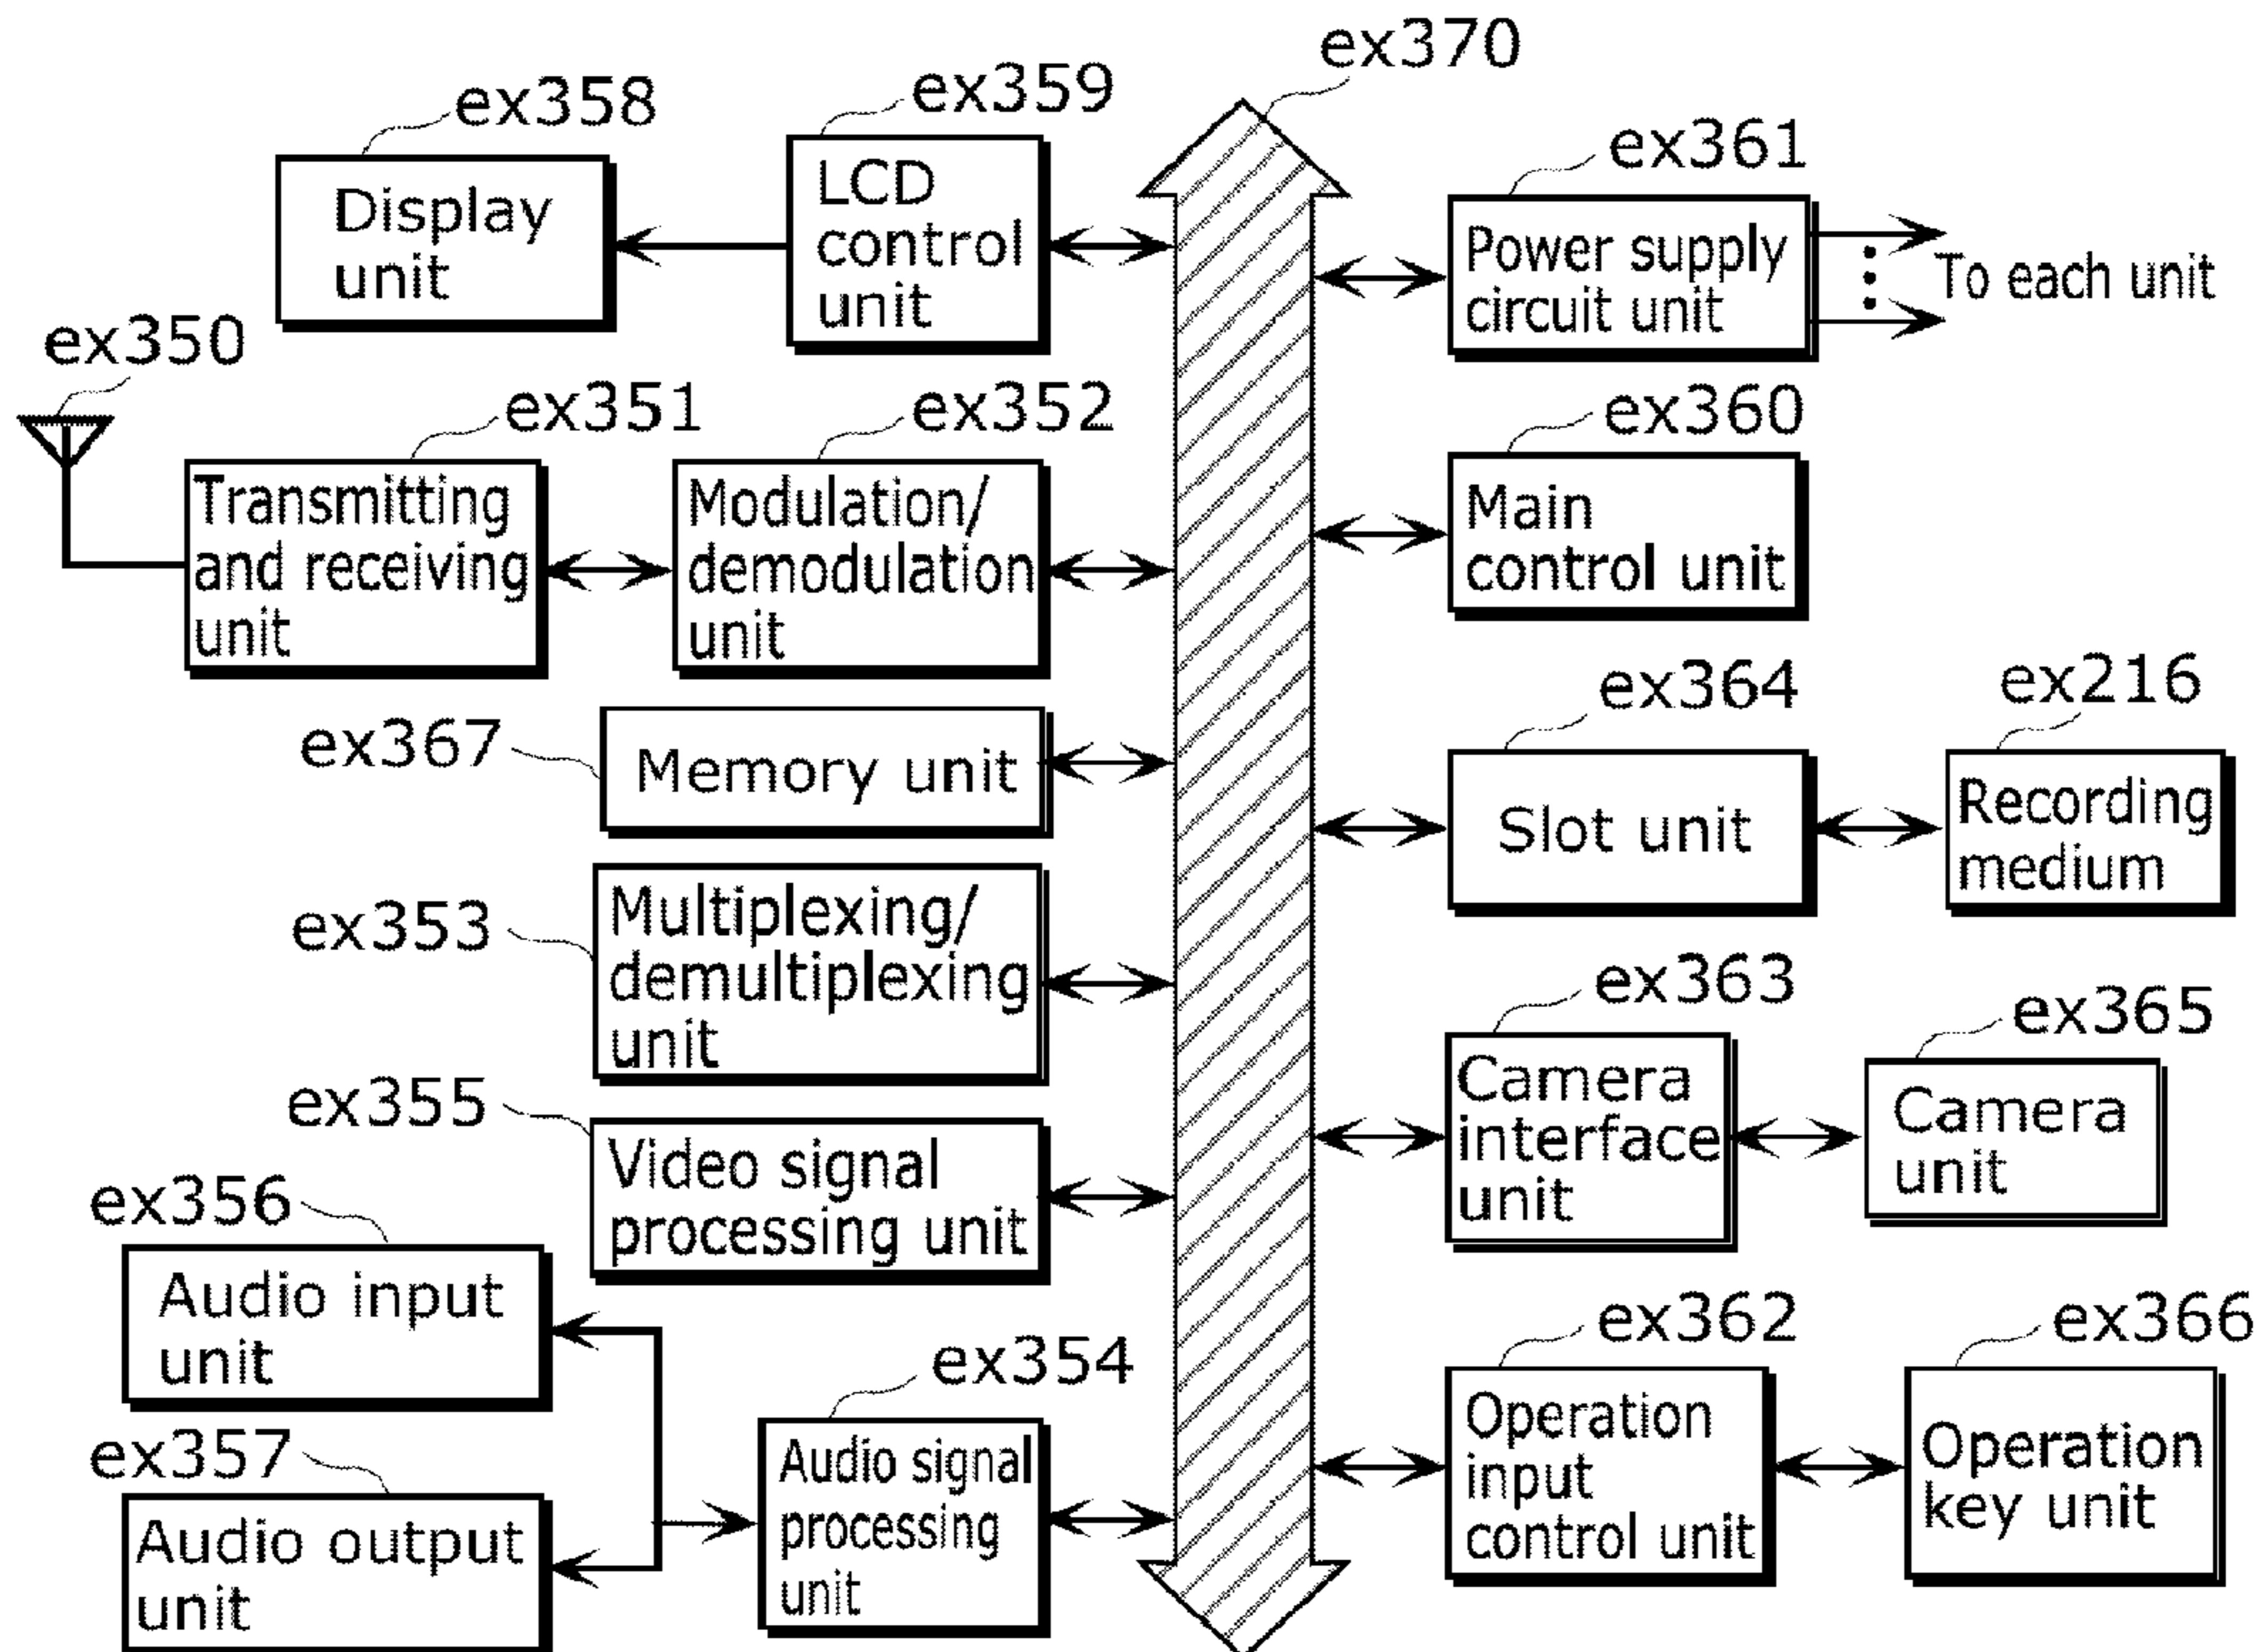 ex370
ex358
ex359
ex361
Display
unit
LCD
control
unit
Power supply
circuit unit
To each unit
ex350
ex351
ex352
ex360
Transmitting
and receiving
unit
Modulation/
demodulation
unit
Main
control unit
ex367
Memory unit
ex364
ex216
Slot unit
Recording
medium
ex353
Multiplexing/
demultiplexing
unit
ex363
ex365
Camera
interface
unit
Camera
unit
ex355
Video signal
processing unit
ex356
Audio input
unit
ex354
ex362
ex366
ex357
Audio output
unit
Audio signal
processing
unit
Operation
input
control unit
Operation
key unit